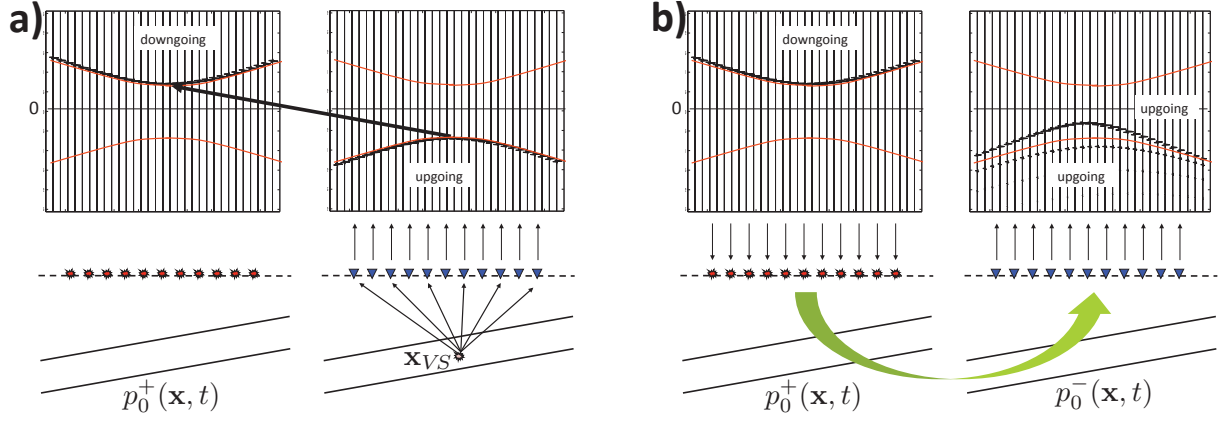 a)
downgoing
0
upgoing
x_{VS}
p_0^+(x, t)
b)
downgoing
0
upgoing
upgoing
p_0^+(x, t)
p_0^-(x, t)